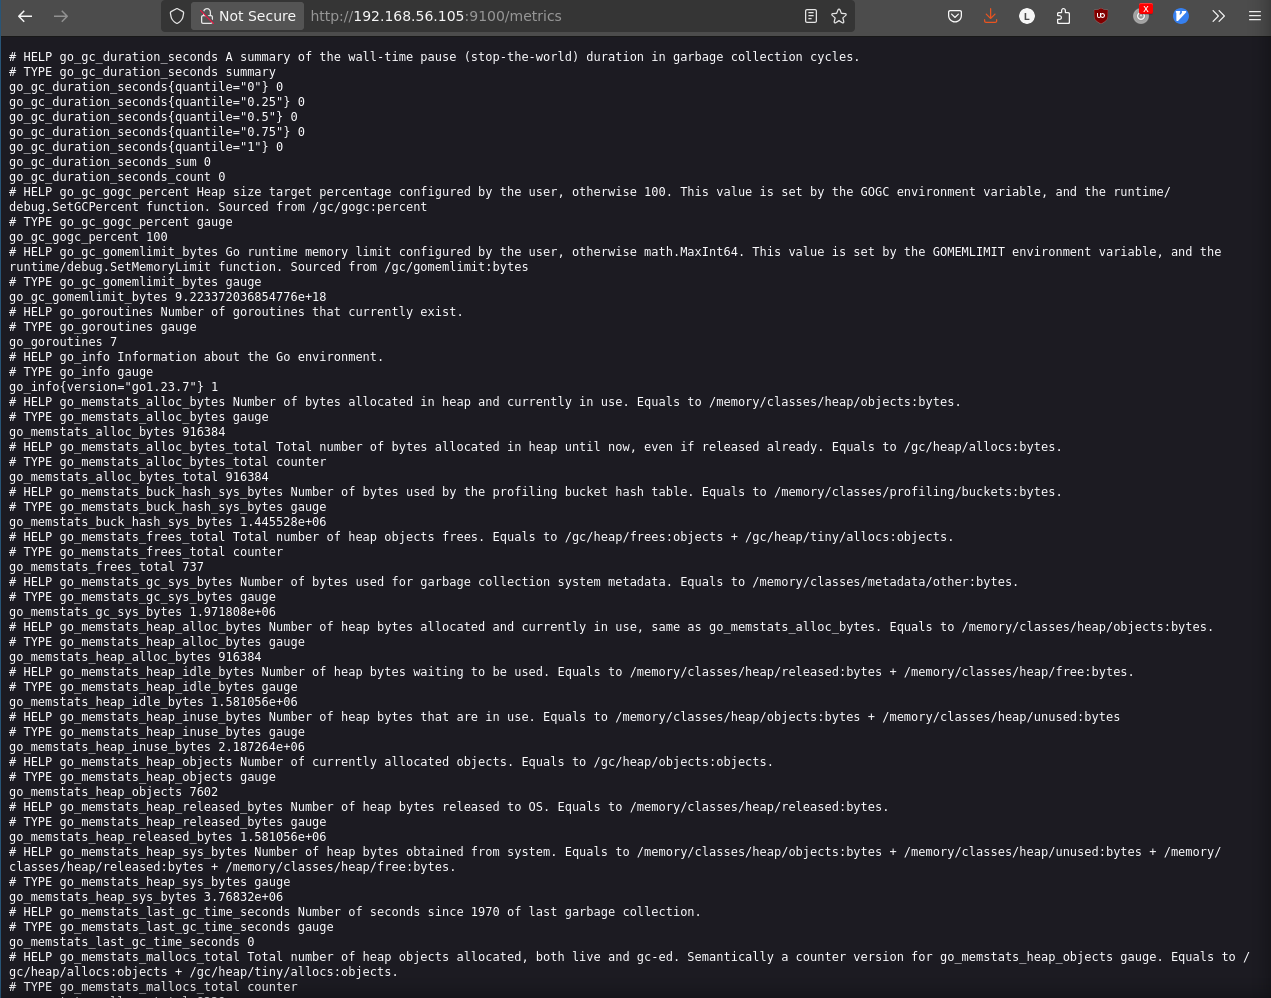 Not Secure http://192.168.56.105:9100/metrics
L
UD
X
# HELP go_gc_duration_seconds A summary of the wall-time pause (stop-the-world) duration in garbage collection cycles.
# TYPE go_gc_duration_seconds summary
go_gc_duration_seconds{quantile="0"} 0
go_gc_duration_seconds{quantile="0.25"} 0
go_gc_duration_seconds{quantile="0.5"} 0
go_gc_duration_seconds{quantile="0.75"} 0
go_gc_duration_seconds{quantile="1"} 0
go_gc_duration_seconds_sum 0
go_gc_duration_seconds_count 0
# HELP go_gc_gogc_percent Heap size target percentage configured by the user, otherwise 100. This value is set by the GOGC environment variable, and the runtime/
debug.SetGCPercent function. Sourced from /gc/gogc:percent
# TYPE go_gc_gogc_percent gauge
go_gc_gogc_percent 100
# HELP go_gc_gomemlimit_bytes Go runtime memory limit configured by the user, otherwise math.MaxInt64. This value is set by the GOMEMLIMIT environment variable, and the
runtime/debug.SetMemoryLimit function. Sourced from /gc/gomemlimit:bytes
# TYPE go_gc_gomemlimit_bytes gauge
go_gc_gomemlimit_bytes 9.223372036854776e+18
# HELP go_goroutines Number of goroutines that currently exist.
# TYPE go_goroutines gauge
go_goroutines 7
# HELP go_info Information about the Go environment.
# TYPE go_info gauge
go_info{version="go1.23.7"} 1
# HELP go_memstats_alloc_bytes Number of bytes allocated in heap and currently in use. Equals to /memory/classes/heap/objects:bytes.
# TYPE go_memstats_alloc_bytes gauge
go_memstats_alloc_bytes 916384
# HELP go_memstats_alloc_bytes_total Total number of bytes allocated in heap until now, even if released already. Equals to /gc/heap/allocs:bytes.
# TYPE go_memstats_alloc_bytes_total counter
go_memstats_alloc_bytes_total 916384
# HELP go_memstats_buck_hash_sys_bytes Number of bytes used by the profiling bucket hash table. Equals to /memory/classes/profiling/buckets:bytes.
# TYPE go_memstats_buck_hash_sys_bytes gauge
go_memstats_buck_hash_sys_bytes 1.445528e+06
# HELP go_memstats_frees_total Total number of heap objects frees. Equals to /gc/heap/frees:objects + /gc/heap/tiny/allocs:objects.
# TYPE go_memstats_frees_total counter
go_memstats_frees_total 737
# HELP go_memstats_gc_sys_bytes Number of bytes used for garbage collection system metadata. Equals to /memory/classes/metadata/other:bytes.
# TYPE go_memstats_gc_sys_bytes gauge
go_memstats_gc_sys_bytes 1.971808e+06
# HELP go_memstats_heap_alloc_bytes Number of heap bytes allocated and currently in use, same as go_memstats_alloc_bytes. Equals to /memory/classes/heap/objects:bytes.
# TYPE go_memstats_heap_alloc_bytes gauge
go_memstats_heap_alloc_bytes 916384
# HELP go_memstats_heap_idle_bytes Number of heap bytes waiting to be used. Equals to /memory/classes/heap/released:bytes + /memory/classes/heap/free:bytes.
# TYPE go_memstats_heap_idle_bytes gauge
go_memstats_heap_idle_bytes 1.581056e+06
# HELP go_memstats_heap_inuse_bytes Number of heap bytes that are in use. Equals to /memory/classes/heap/objects:bytes + /memory/classes/heap/unused:bytes
# TYPE go_memstats_heap_inuse_bytes gauge
go_memstats_heap_inuse_bytes 2.187264e+06
# HELP go_memstats_heap_objects Number of currently allocated objects. Equals to /gc/heap/objects:objects.
# TYPE go_memstats_heap_objects gauge
go_memstats_heap_objects 7602
# HELP go_memstats_heap_released_bytes Number of heap bytes released to OS. Equals to /memory/classes/heap/released:bytes.
# TYPE go_memstats_heap_released_bytes gauge
go_memstats_heap_released_bytes 1.581056e+06
# HELP go_memstats_heap_sys_bytes Number of heap bytes obtained from system. Equals to /memory/classes/heap/objects:bytes + /memory/classes/heap/unused:bytes + /memory/
classes/heap/released:bytes + /memory/classes/heap/free:bytes.
# TYPE go_memstats_heap_sys_bytes gauge
go_memstats_heap_sys_bytes 3.76832e+06
# HELP go_memstats_last_gc_time_seconds Number of seconds since 1970 of last garbage collection.
# TYPE go_memstats_last_gc_time_seconds gauge
go_memstats_last_gc_time_seconds 0
# HELP go_memstats_mallocs_total Total number of heap objects allocated, both live and gc-ed. Semantically a counter version for go_memstats_heap_objects gauge. Equals to /
gc/heap/allocs:objects + /gc/heap/tiny/allocs:objects.
# TYPE go_memstats_mallocs_total counter